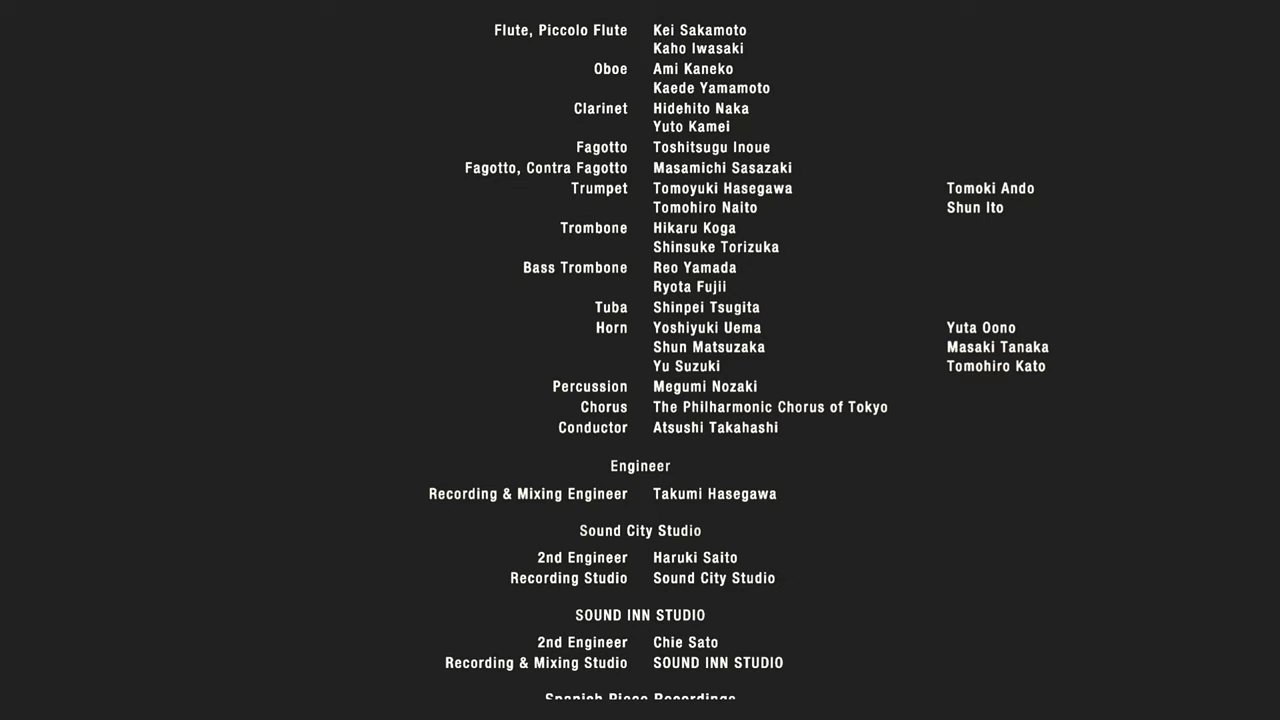 Flute, Piccolo Flute Kei Sakamoto
Kaho Iwasaki
Oboe Ami Kaneko
Kaede Yamamoto
Clarinet Hidehito Naka
Yuto Kamei
Fagotto Toshitsugu Inoue
Fagotto, Contra Fagotto Masamichi Sasazaki
Trumpet Tomoyuki Hasegawa Tomoki Ando
Tomohiro Naito Shun Ito
Trombone Hikaru Koga
Shinsuke Torizuka
Bass Trombone Reo Yamada
Ryota Fujii
Tuba Shinpei Tsugita
Horn Yoshiyuki Uema Yuta Oono
Shun Matsuzaka Masaki Tanaka
Yu Suzuki Tomohiro Kato
Percussion Megumi Nozaki
Chorus The Philharmonic Chorus of Tokyo
Conductor Atsushi Takahashi
Engineer
Recording & Mixing Engineer Takumi Hasegawa
Sound City Studio
2nd Engineer Haruki Saito
Recording Studio Sound City Studio
SOUND INN STUDIO
2nd Engineer Chie Sato
Recording & Mixing Studio SOUND INN STUDIO
Spanish Piece Recordings